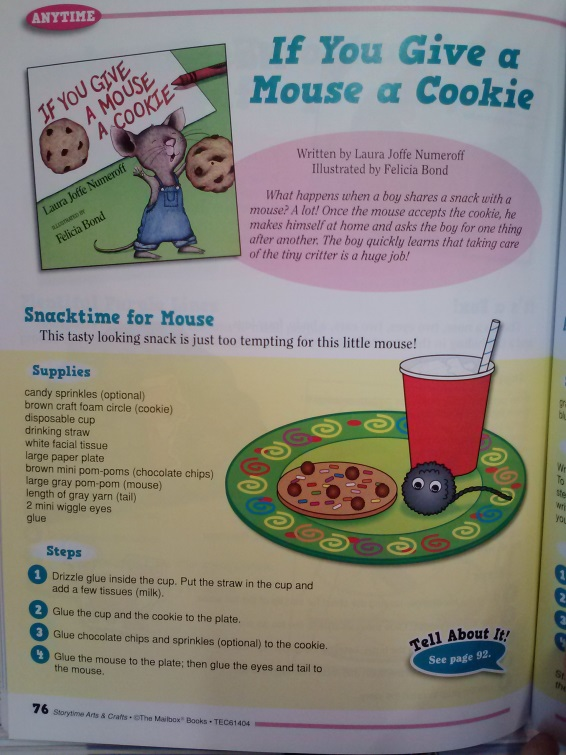 ANYTIME
If You Give a
Mouse a Cookie
IF YOU GIVE
A MOUSE
A COOKIE
Laura Joffe Numeroff
ILLUSTRATED BY
Felicia Bond
Written by Laura Joffe Numeroff
Illustrated by Felicia Bond
What happens when a boy shares a snack with a
mouse? A lot! Once the mouse accepts the cookie, he
makes himself at home and asks the boy for one thing
after another. The boy quickly learns that taking care
of the tiny critter is a huge job!
Snacktime for Mouse
This tasty looking snack is just too tempting for this little mouse!
Supplies
candy sprinkles (optional)
brown craft foam circle (cookie)
disposable cup
drinking straw
white facial tissue
large paper plate
brown mini pom-poms (chocolate chips)
large gray pom-pom (mouse)
length of gray yarn (tail)
2 mini wiggle eyes
glue
Steps
1 Drizzle glue inside the cup. Put the straw in the cup and
add a few tissues (milk).
2 Glue the cup and the cookie to the plate.
3 Glue chocolate chips and sprinkles (optional) to the cookie.
4 Glue the mouse to the plate; then glue the eyes and tail to
the mouse.
Tell About It!
See page 92.
76 Storytime Arts & Crafts • ©The Mailbox® Books • TEC61404